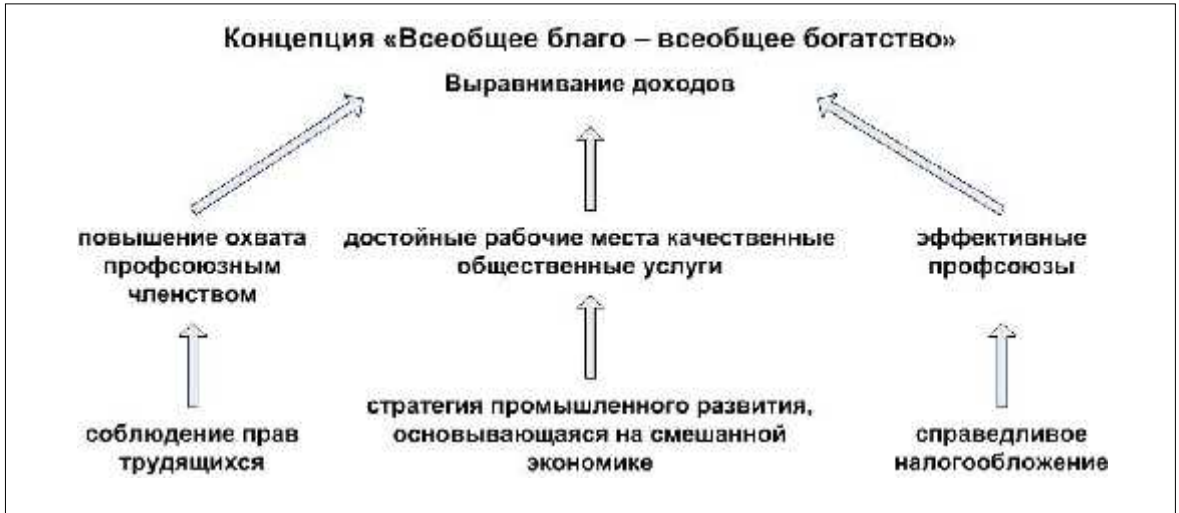 Концепция «Всеобщее благо – всеобщее богатство»
Выравнивание доходов
повышение охвата
профсоюзным
членством
достойные рабочие места качественные
общественные услуги
эффективные
профсоюзы
соблюдение прав
трудящихся
стратегия промышленного развития,
основывающаяся на смешанной
экономике
справедливое
налогообложение